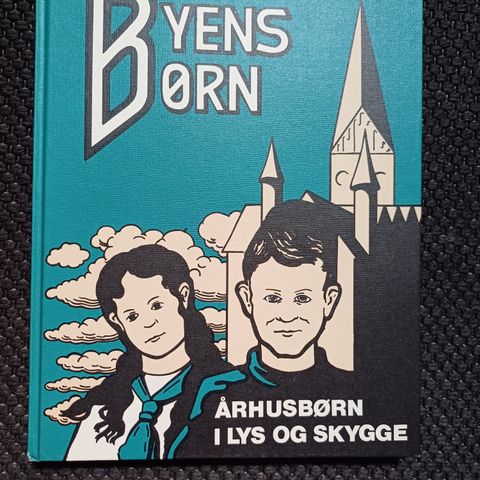 BYENS
BØRN
ÅRHUSBØRN
I LYS OG SKYGGE